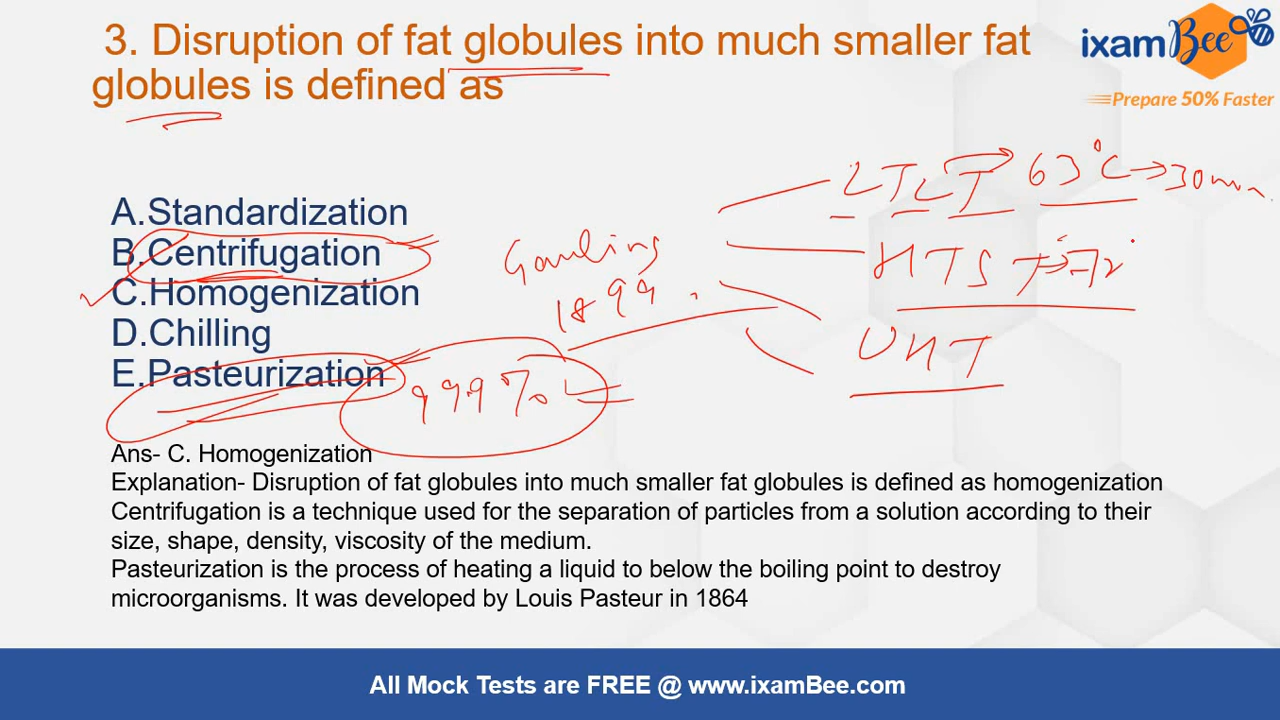 3. Disruption of fat globules into much smaller fat
globules is defined as
ixamBee
Prepare 50% Faster
A.Standardization
B.Centrifugation
C.Homogenization
D.Chilling
E.Pasteurization
Gaulling
1899
99.9%
LTLT → 63°C → 30min
HTST → 72°
UHT
Ans- C. Homogenization
Explanation- Disruption of fat globules into much smaller fat globules is defined as homogenization
Centrifugation is a technique used for the separation of particles from a solution according to their
size, shape, density, viscosity of the medium.
Pasteurization is the process of heating a liquid to below the boiling point to destroy
microorganisms. It was developed by Louis Pasteur in 1864
All Mock Tests are FREE @ www.ixamBee.com